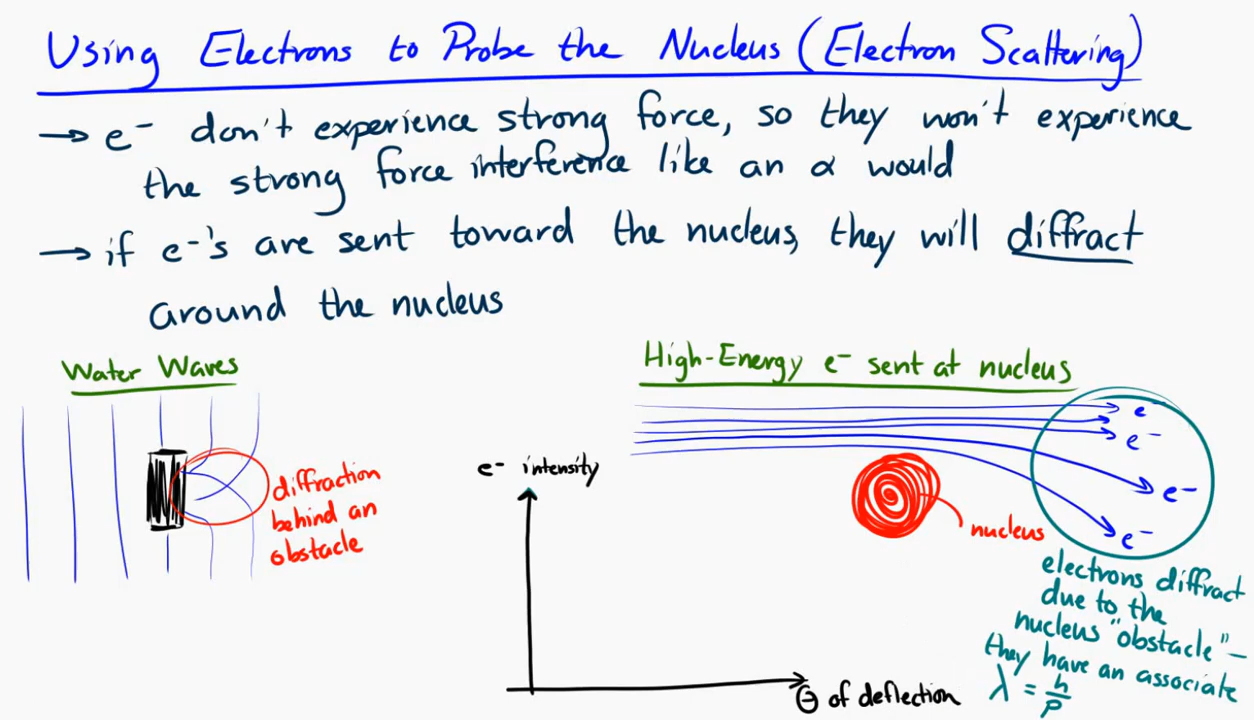 Using Electrons to Probe the Nucleus (Electron Scattering)
→ e⁻ don't experience strong force, so they won't experience
the strong force interference like an α would
→ if e⁻'s are sent toward the nucleus, they will diffract
around the nucleus
Water Waves
diffraction
behind an
obstacle
High-Energy e⁻ sent at nucleus
e⁻
e⁻
e⁻
e⁻
nucleus
electrons diffract
due to the
nucleus "obstacle" –
they have an associate
λ = h/p
e⁻ intensity
θ of deflection